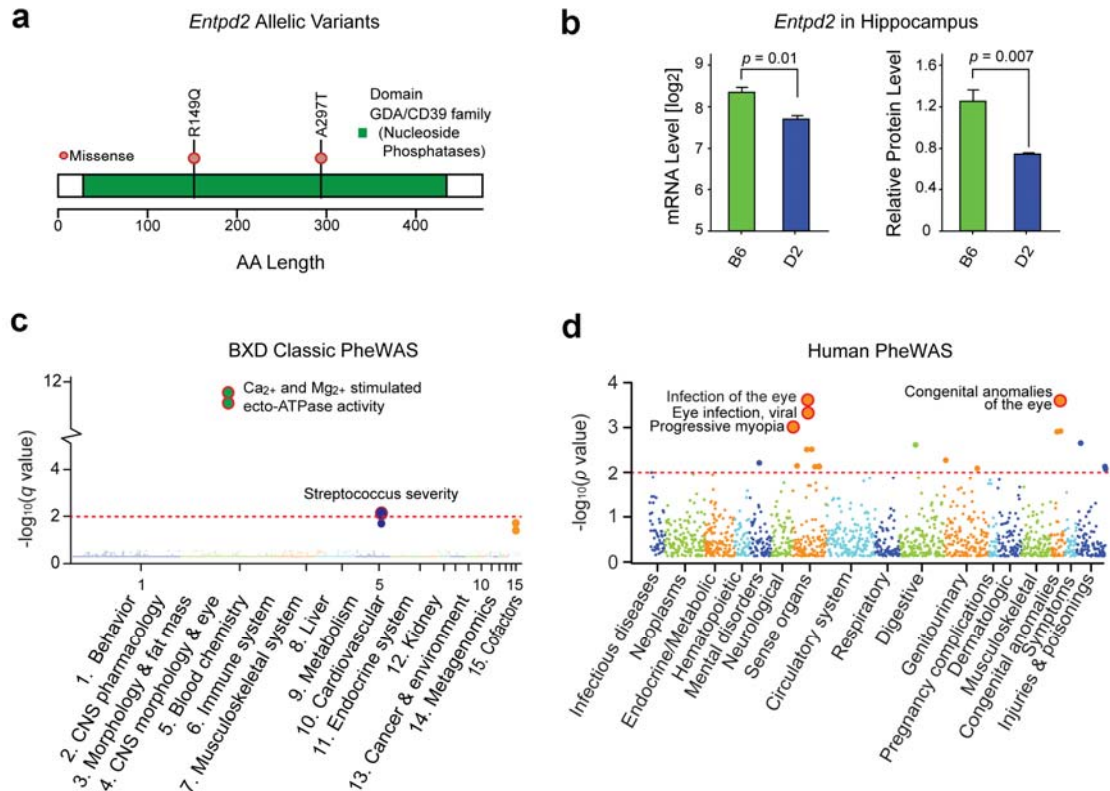 a
Entpd2 Allelic Variants
R149Q
A297T
Domain
GDA/CD39 family
(Nucleoside
Phosphatases)
Missense
0
100
200
300
400
AA Length
b
Entpd2 in Hippocampus
mRNA Level [log2]
9
8
7
6
5
p = 0.01
B6
D2
Relative Protein Level
1.6
1.2
0.8
0.4
0
p = 0.007
B6
D2
c
BXD Classic PheWAS
-log10(q value)
12
4
2
0
Ca2+ and Mg2+ stimulated
ecto-ATPase activity
Streptococcus severity
1
5
10
15
1. Behavior
2. CNS pharmacology
3. Morphology & fat mass
4. CNS morphology & eye
5. Blood chemistry
6. Immune system
7. Musculoskeletal system
8. Liver
9. Metabolism
10. Cardiovascular
11. Endocrine system
12. Kidney
13. Cancer & environment
14. Metagenomics
15. Cofactors
d
Human PheWAS
-log10(p value)
4
3
2
1
0
Infection of the eye
Eye infection, viral
Progressive myopia
Congenital anomalies
of the eye
Infectious diseases
Neoplasms
Endocrine/Metabolic
Hematopoietic
Mental disorders
Neurological
Sense organs
Circulatory system
Respiratory
Digestive
Genitourinary
Pregnancy complications
Dermatologic
Musculoskeletal
Congenital anomalies
Symptoms
Injuries & poisonings